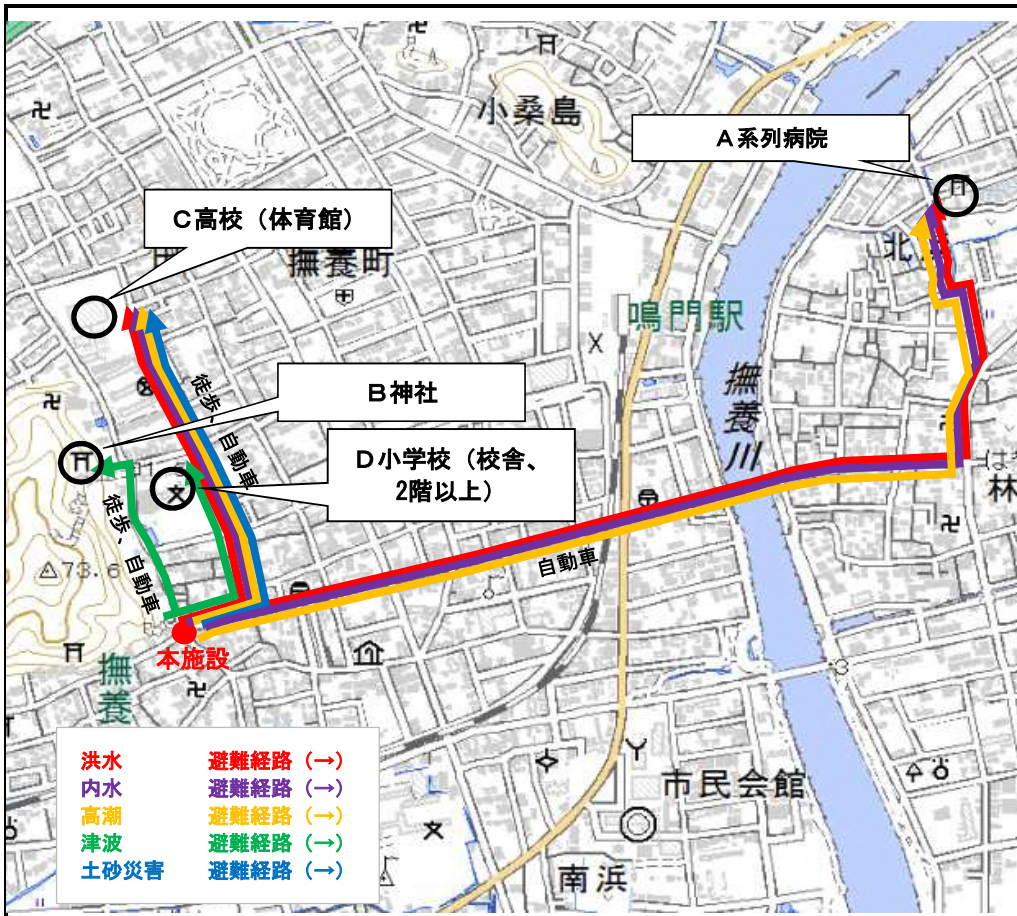 小桑島
A系列病院
C高校（体育館）
撫養町
北
鳴門駅
B神社
徒歩、自動車
D小学校（校舎、
2階以上）
撫養川
林
徒歩、自動車
73.6
自動車
本施設
撫養
洪水 避難経路（→）
内水 避難経路（→）
高潮 避難経路（→）
津波 避難経路（→）
土砂災害 避難経路（→）
市民会館
南浜